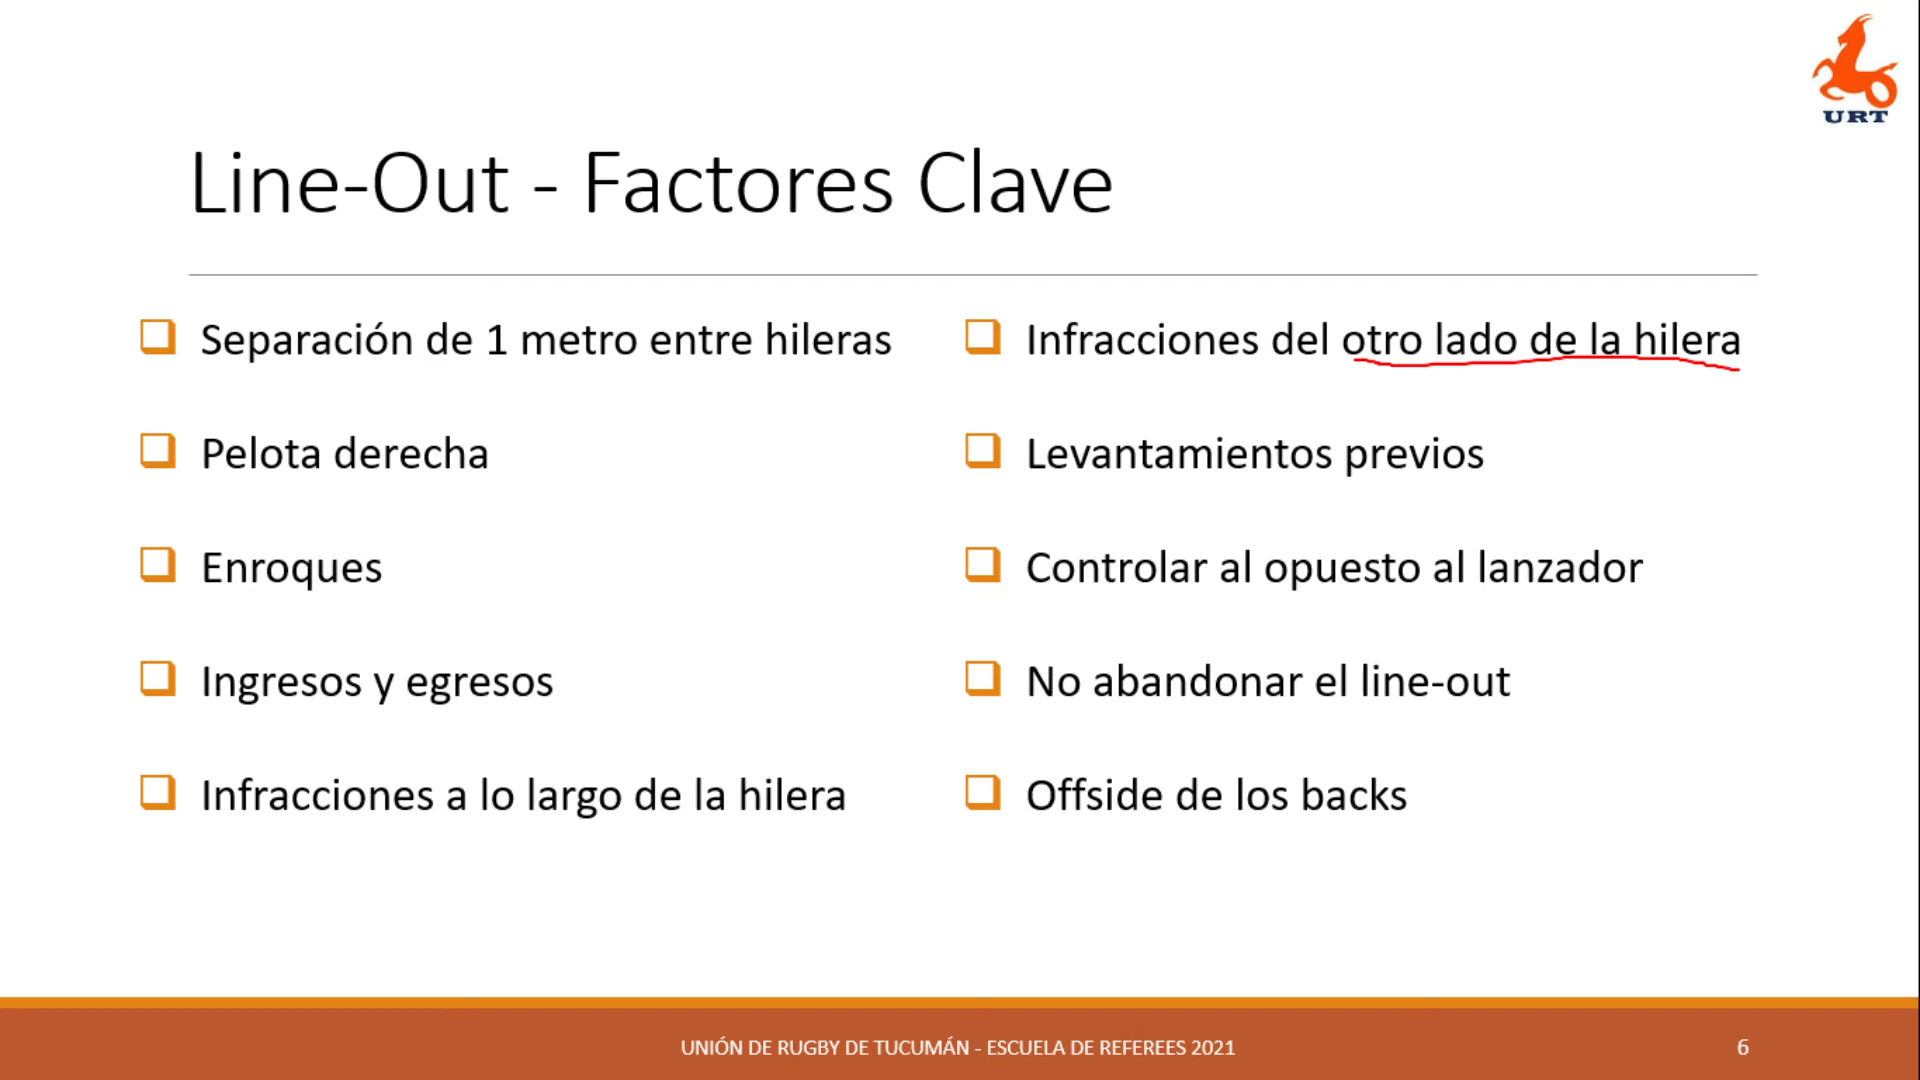 URT
Line-Out - Factores Clave
Separación de 1 metro entre hileras
Pelota derecha
Enroques
Ingresos y egresos
Infracciones a lo largo de la hilera
Infracciones del otro lado de la hilera
Levantamientos previos
Controlar al opuesto al lanzador
No abandonar el line-out
Offside de los backs
UNIÓN DE RUGBY DE TUCUMÁN - ESCUELA DE REFEREES 2021
6